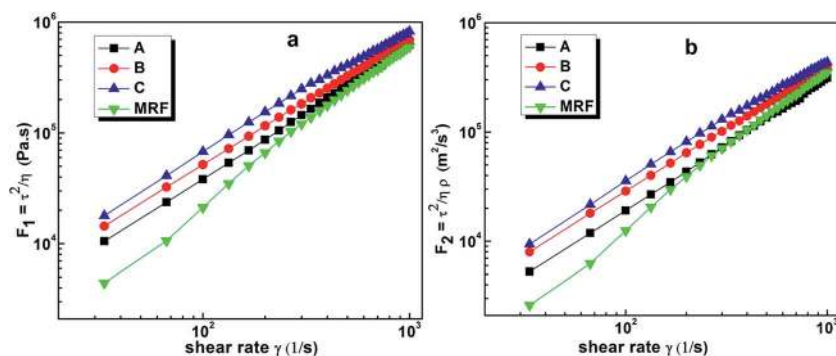 a
A
B
C
MRF
10⁶
10⁵
10⁴
F₁ = τ²/η (Pa.s)
10²
10³
shear rate γ (1/s)
b
A
B
C
MRF
10⁶
10⁵
10⁴
F₂ = τ²/η ρ (m²/s³)
10²
10³
shear rate γ (1/s)